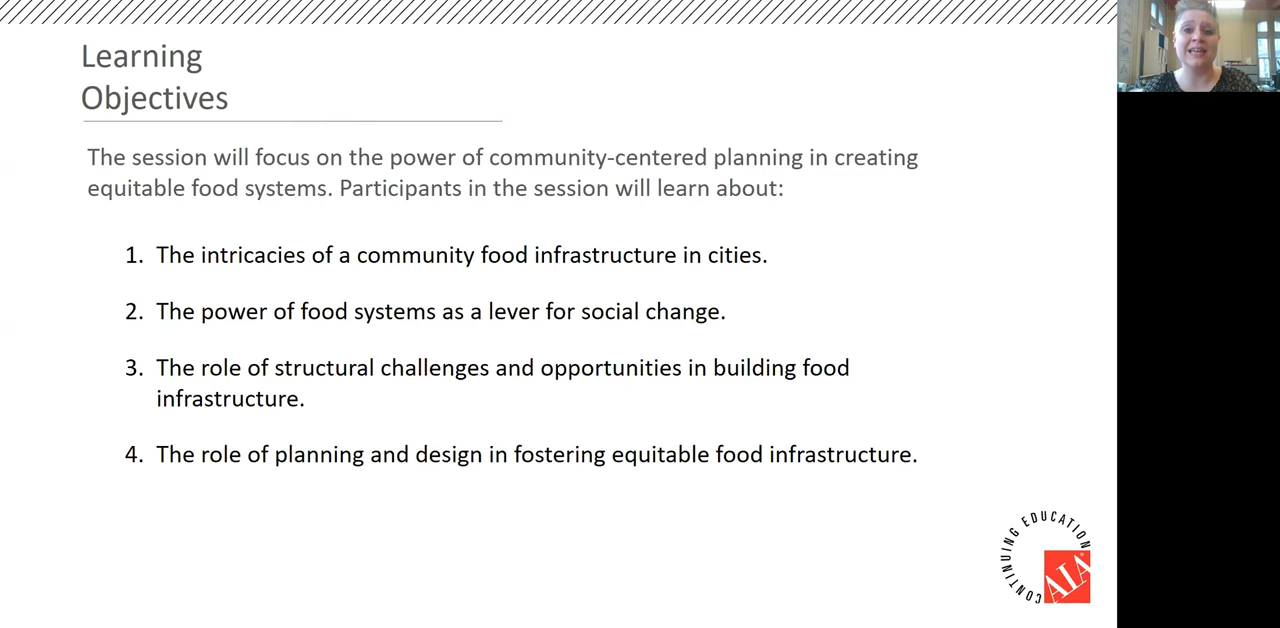 Learning
Objectives
The session will focus on the power of community-centered planning in creating
equitable food systems. Participants in the session will learn about:
1. The intricacies of a community food infrastructure in cities.
2. The power of food systems as a lever for social change.
3. The role of structural challenges and opportunities in building food
infrastructure.
4. The role of planning and design in fostering equitable food infrastructure.
CONTINUING EDUCATION
AIA®